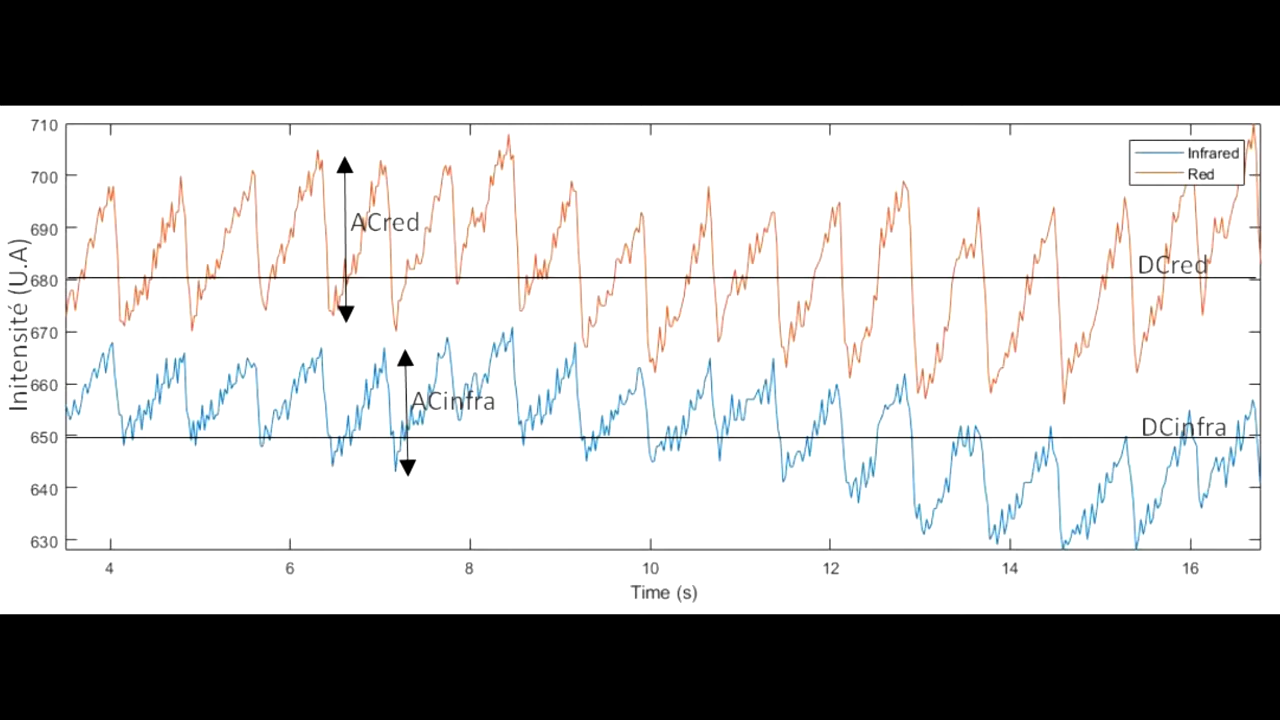 710
700
690
680
670
660
650
640
630
Initensité (U.A)
Infrared
Red
ACred
DCred
ACinfra
DCinfra
4 6 8 10 12 14 16
Time (s)